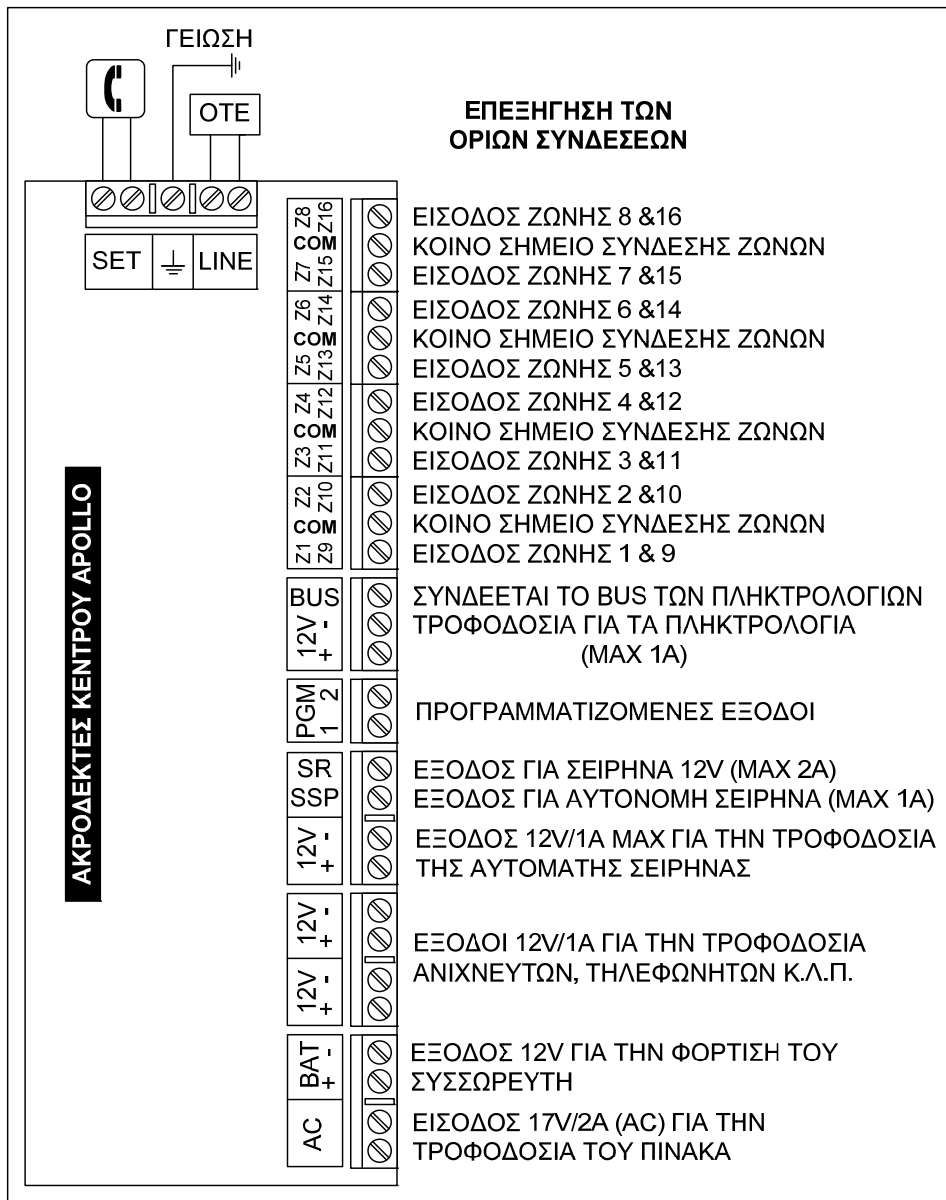 ΓΕΙΩΣΗ
ΟΤΕ
ΕΠΕΞΗΓΗΣΗ ΤΩΝ
ΟΡΙΩΝ ΣΥΝΔΕΣΕΩΝ
SET LINE
Z8 Z16 ΕΙΣΟΔΟΣ ΖΩΝΗΣ 8 &16
COM ΚΟΙΝΟ ΣΗΜΕΙΟ ΣΥΝΔΕΣΗΣ ΖΩΝΩΝ
Z7 Z15 ΕΙΣΟΔΟΣ ΖΩΝΗΣ 7 &15
Z6 Z14 ΕΙΣΟΔΟΣ ΖΩΝΗΣ 6 &14
COM ΚΟΙΝΟ ΣΗΜΕΙΟ ΣΥΝΔΕΣΗΣ ΖΩΝΩΝ
Z5 Z13 ΕΙΣΟΔΟΣ ΖΩΝΗΣ 5 &13
Z4 Z12 ΕΙΣΟΔΟΣ ΖΩΝΗΣ 4 &12
COM ΚΟΙΝΟ ΣΗΜΕΙΟ ΣΥΝΔΕΣΗΣ ΖΩΝΩΝ
Z3 Z11 ΕΙΣΟΔΟΣ ΖΩΝΗΣ 3 &11
Z2 Z10 ΕΙΣΟΔΟΣ ΖΩΝΗΣ 2 &10
COM ΚΟΙΝΟ ΣΗΜΕΙΟ ΣΥΝΔΕΣΗΣ ΖΩΝΩΝ
Z1 Z9 ΕΙΣΟΔΟΣ ΖΩΝΗΣ 1 & 9
BUS ΣΥΝΔΕΕΤΑΙ ΤΟ BUS ΤΩΝ ΠΛΗΚΤΡΟΛΟΓΙΩΝ
12V + - ΤΡΟΦΟΔΟΣΙΑ ΓΙΑ ΤΑ ΠΛΗΚΤΡΟΛΟΓΙΑ
(MAX 1A)
PGM 1 2 ΠΡΟΓΡΑΜΜΑΤΙΖΟΜΕΝΕΣ ΕΞΟΔΟΙ
SR ΕΞΟΔΟΣ ΓΙΑ ΣΕΙΡΗΝΑ 12V (MAX 2A)
SSP ΕΞΟΔΟΣ ΓΙΑ ΑΥΤΟΝΟΜΗ ΣΕΙΡΗΝΑ (MAX 1A)
12V + - ΕΞΟΔΟΣ 12V/1A MAX ΓΙΑ ΤΗΝ ΤΡΟΦΟΔΟΣΙΑ
ΤΗΣ ΑΥΤΟΜΑΤΗΣ ΣΕΙΡΗΝΑΣ
12V + - ΕΞΟΔΟΙ 12V/1A ΓΙΑ ΤΗΝ ΤΡΟΦΟΔΟΣΙΑ
12V + - ΑΝΙΧΝΕΥΤΩΝ, ΤΗΛΕΦΩΝΗΤΩΝ Κ.Λ.Π.
BAT + - ΕΞΟΔΟΣ 12V ΓΙΑ ΤΗΝ ΦΟΡΤΙΣΗ ΤΟΥ
ΣΥΣΣΩΡΕΥΤΗ
AC ΕΙΣΟΔΟΣ 17V/2A (AC) ΓΙΑ ΤΗΝ
ΤΡΟΦΟΔΟΣΙΑ ΤΟΥ ΠΙΝΑΚΑ
ΑΚΡΟΔΕΚΤΕΣ ΚΕΝΤΡΟΥ APOLLO